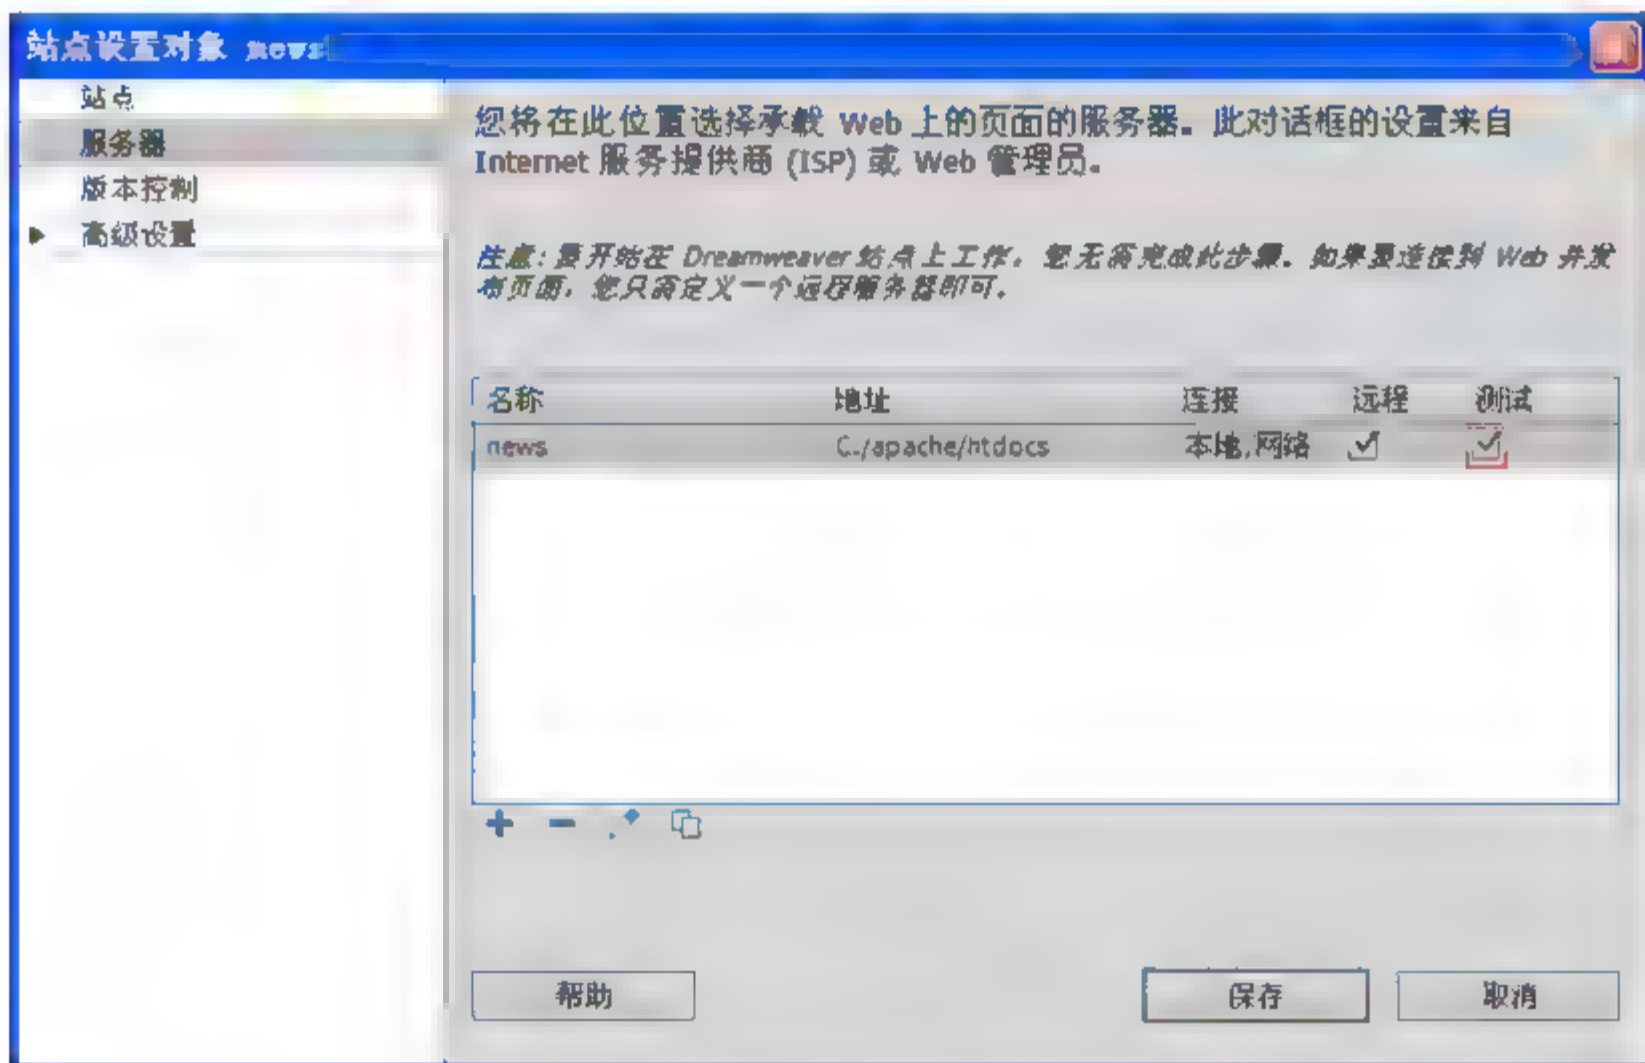 站点设置对象 news
站点
服务器
版本控制
高级设置
您将在此位置选择承载 Web 上的页面的服务器。此对话框的设置来自
Internet 服务提供商 (ISP) 或 Web 管理员。
注意: 要开始在 Dreamweaver 站点上工作，您无需完成此步骤。如果要连接到 Web 并发
布页面，您只需定义一个远程服务器即可。
名称 地址 连接 远程 测试
news C:/apache/htdocs 本地/网络
帮助 保存 取消